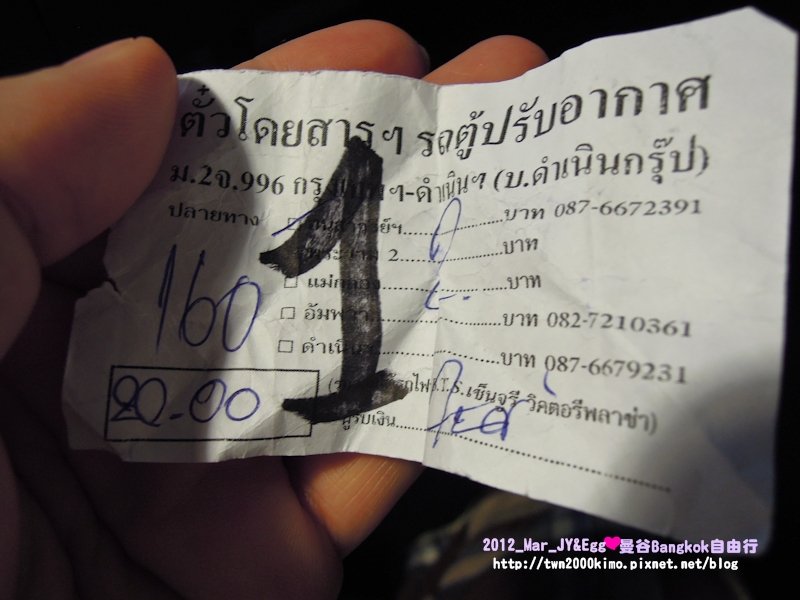 ตั๋วโดยสารฯ รถตู้ปรับอากาศ
ม.2จ.996 กรุงเทพฯ-ดำเนินฯ (บ.ดำเนินกรุ๊ป)
ปลายทาง
บาท 087-6672391
2 บาท
แม่กลอง บาท
อัมพวา บาท 082-7210361
ดำเนินฯ บาท 087-6679231
160
20.00
1
B.T.S.เซ็นจูรี่ วิคตอรี่พลาซ่า)
ผู้รับเงิน
2012_Mar_JY&Egg❤曼谷Bangkok自由行
http://twn2000kimo.pixnet.net/blog